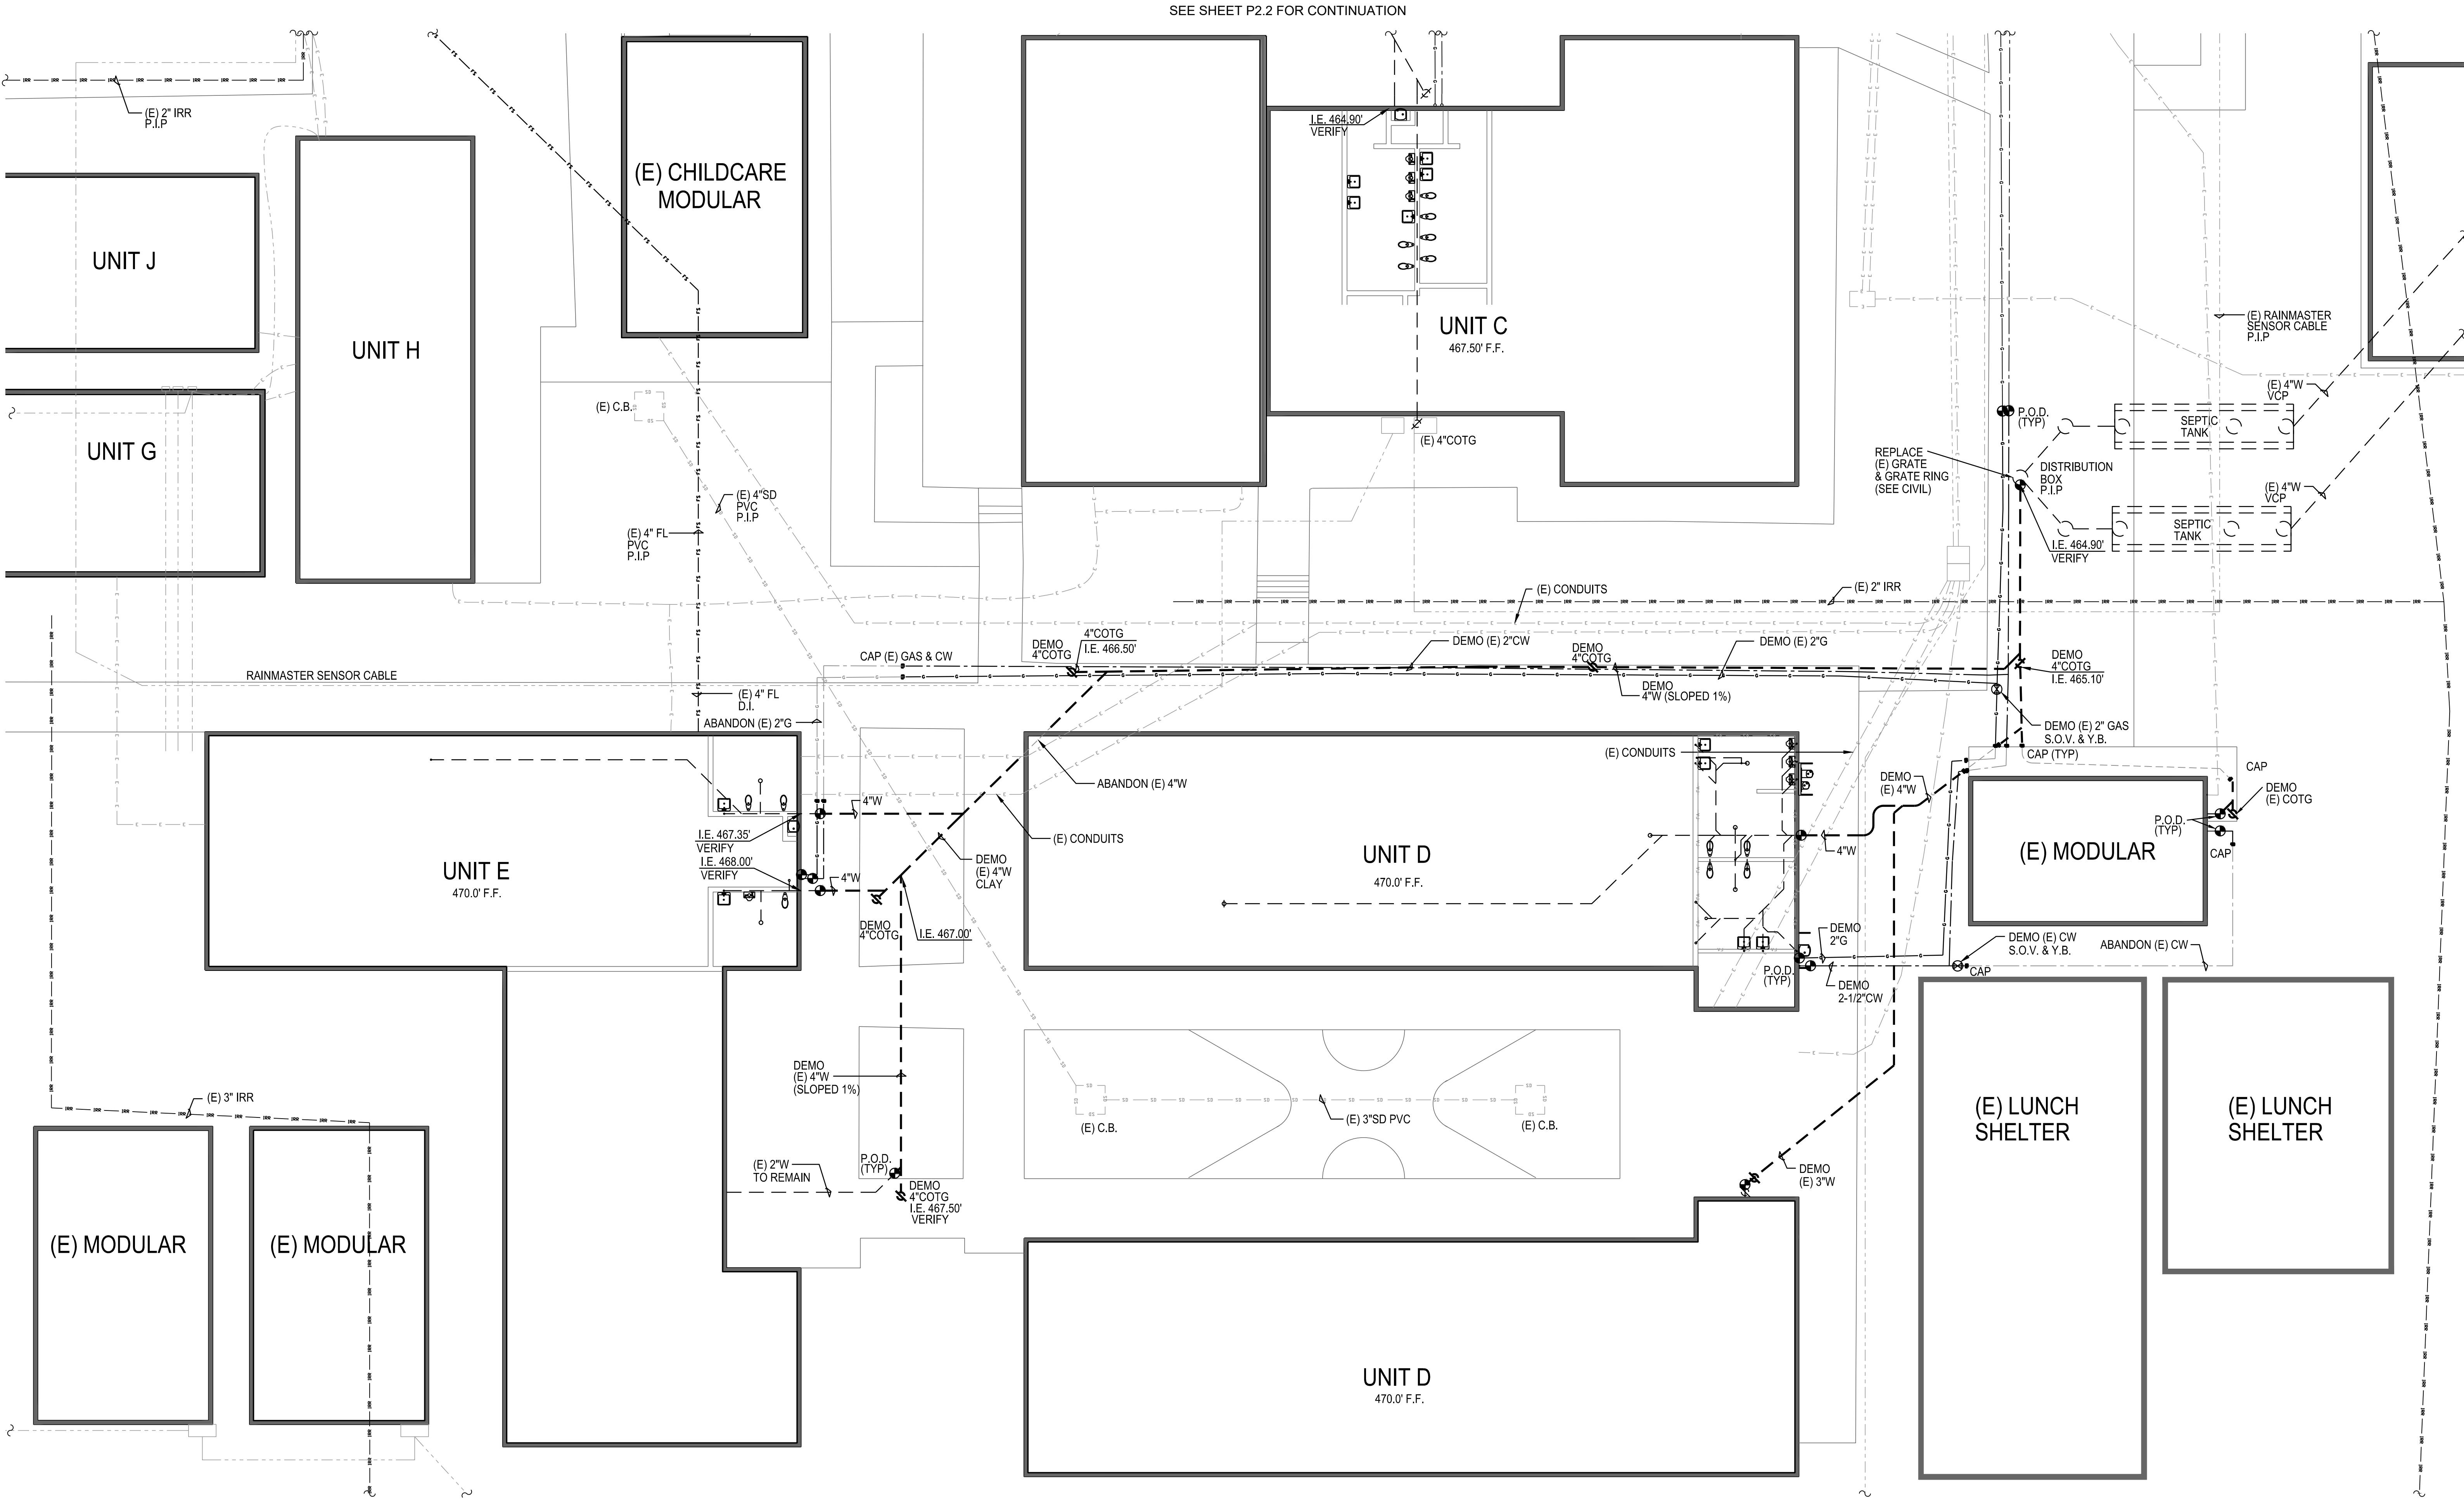 SEE SHEET P2.2 FOR CONTINUATION
(E) 2" IRR
P.I.P
UNIT J
UNIT H
UNIT G
(E) CHILDCARE
MODULAR
I.E. 464.90'
VERIFY
UNIT C
467.50' F.F.
(E) C.B.
(E) 4"COTG
(E) 4"SD
PVC
P.I.P
(E) 4" FL
PVC
P.I.P
(E) RAINMASTER
SENSOR CABLE
P.I.P
(E) 4"W
VCP
P.O.D.
(TYP)
SEPTIC
TANK
REPLACE
(E) GRATE
& GRATE RING
(SEE CIVIL)
DISTRIBUTION
BOX
P.I.P
(E) 4"W
VCP
SEPTIC
TANK
I.E. 464.90'
VERIFY
(E) CONDUITS
(E) 2" IRR
DEMO
4"COTG
4"COTG
I.E. 466.50'
CAP (E) GAS & CW
DEMO (E) 2"CW
DEMO
4"COTG
DEMO (E) 2"G
DEMO
4"COTG
I.E. 465.10'
RAINMASTER SENSOR CABLE
DEMO
4"W (SLOPED 1%)
(E) 4" FL
D.I.
ABANDON (E) 2"G
DEMO (E) 2" GAS
S.O.V. & Y.B.
(E) CONDUITS
CAP (TYP)
ABANDON (E) 4"W
DEMO
(E) 4"W
CAP
DEMO
(E) COTG
4"W
I.E. 467.35'
VERIFY
I.E. 468.00'
VERIFY
(E) CONDUITS
P.O.D.
(TYP)
4"W
CAP
(E) MODULAR
UNIT E
470.0' F.F.
4"W
DEMO
(E) 4"W
CLAY
UNIT D
470.0' F.F.
DEMO
4"COTG
I.E. 467.00'
DEMO
2"G
P.O.D.
(TYP)
DEMO
2-1/2"CW
DEMO (E) CW
S.O.V. & Y.B.
CAP
ABANDON (E) CW
DEMO
(E) 4"W
(SLOPED 1%)
(E) 3" IRR
(E) C.B.
(E) 3"SD PVC
(E) C.B.
(E) LUNCH
SHELTER
(E) LUNCH
SHELTER
(E) 2"W
TO REMAIN
P.O.D.
(TYP)
DEMO
4"COTG
I.E. 467.50'
VERIFY
DEMO
(E) 3"W
(E) MODULAR
(E) MODULAR
UNIT D
470.0' F.F.